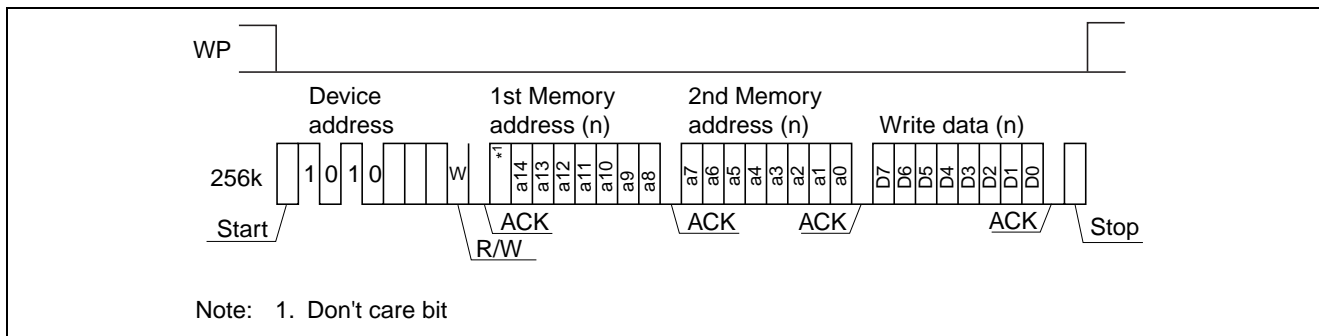 WP
Device 1st Memory 2nd Memory
address address (n) address (n) Write data (n)
256k 1 0 1 0 W *1 a14 a13 a12 a11 a10 a9 a8 a7 a6 a5 a4 a3 a2 a1 a0 D7 D6 D5 D4 D3 D2 D1 D0
Start ACK ACK ACK ACK Stop
R/W
Note: 1. Don't care bit